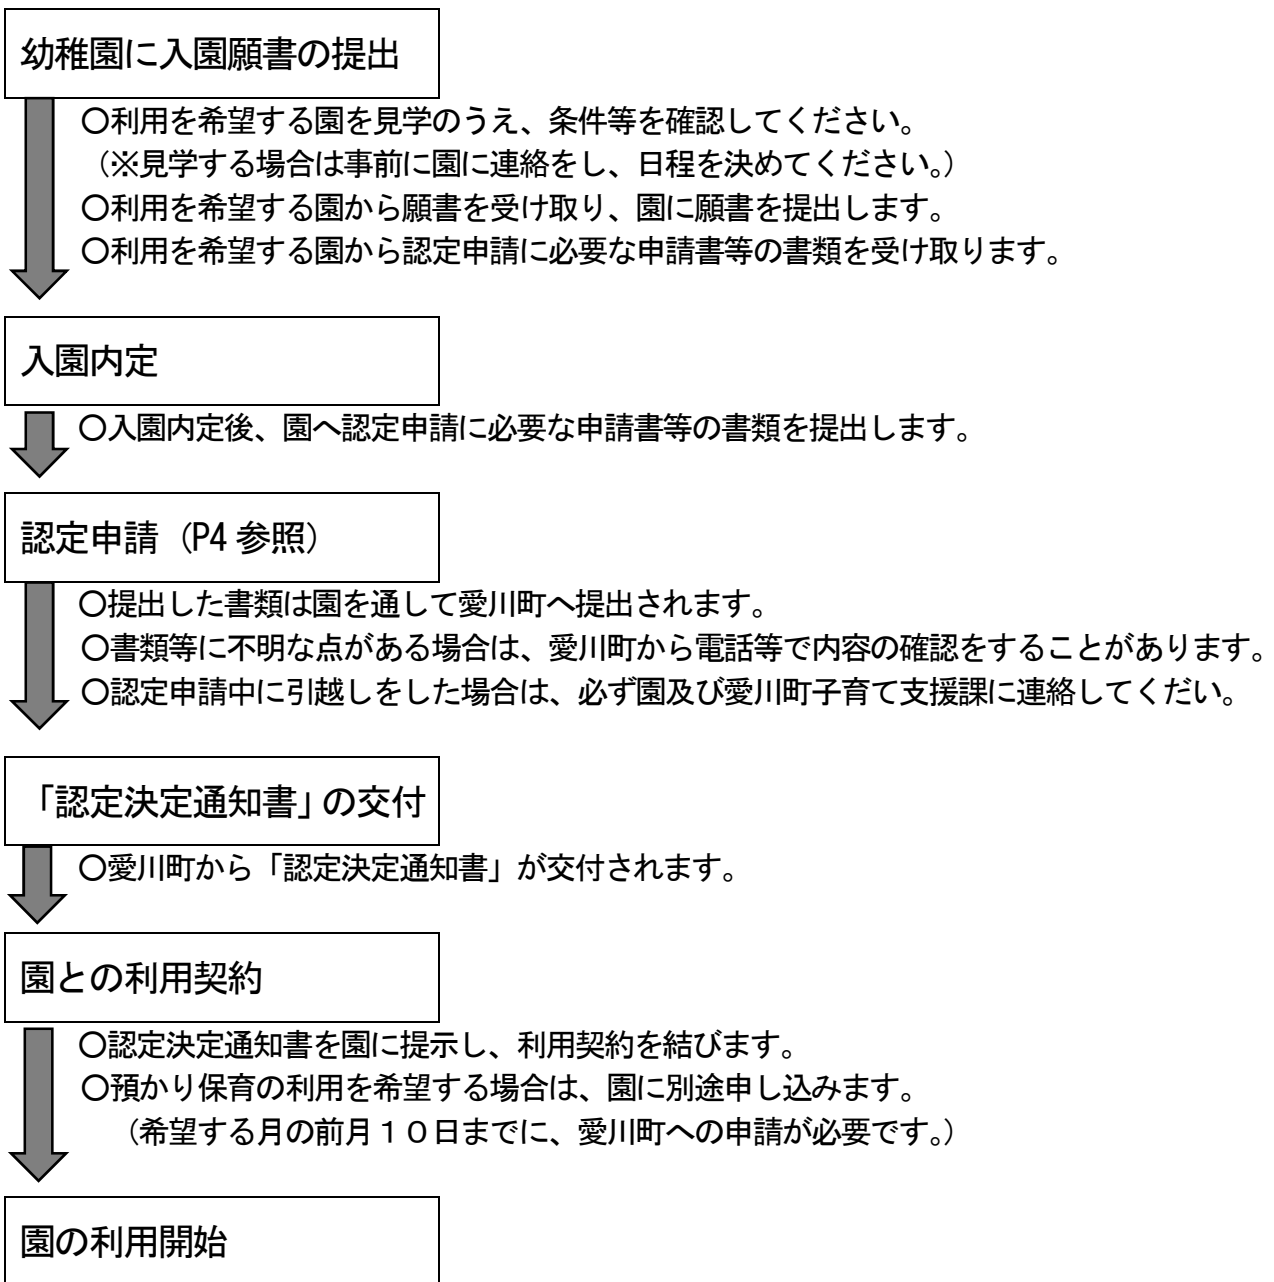 幼稚園に入園願書の提出
〇利用を希望する園を見学のうえ、条件等を確認してください。
（※見学する場合は事前に園に連絡をし、日程を決めてください。）
〇利用を希望する園から願書を受け取り、園に願書を提出します。
〇利用を希望する園から認定申請に必要な申請書等の書類を受け取ります。
入園内定
〇入園内定後、園へ認定申請に必要な申請書等の書類を提出します。
認定申請（P4 参照）
〇提出した書類は園を通して愛川町へ提出されます。
〇書類等に不明な点がある場合は、愛川町から電話等で内容の確認をすることがあります。
〇認定申請中に引越しをした場合は、必ず園及び愛川町子育て支援課に連絡してくだい。
「認定決定通知書」の交付
〇愛川町から「認定決定通知書」が交付されます。
園との利用契約
〇認定決定通知書を園に提示し、利用契約を結びます。
〇預かり保育の利用を希望する場合は、園に別途申し込みます。
（希望する月の前月１０日までに、愛川町への申請が必要です。）
園の利用開始